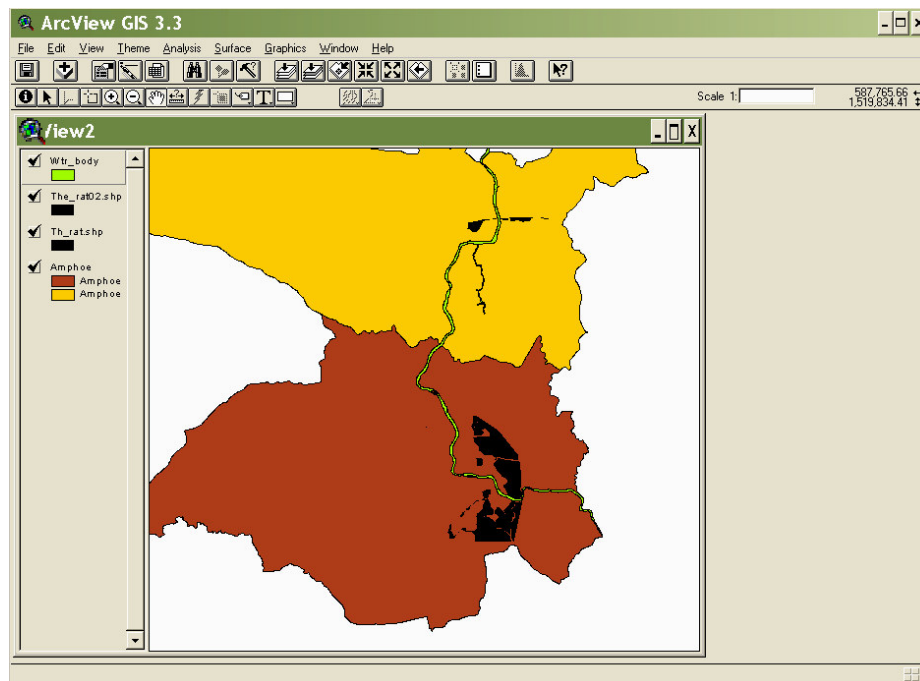 ArcView GIS 3.3
File Edit View Theme Analysis Surface Graphics Window Help
T
Scale 1:
587,765.66
1,519,834.41
View2
Wtr_body
The_rat02.shp
Th_rat.shp
Amphoe
Amphoe
Amphoe